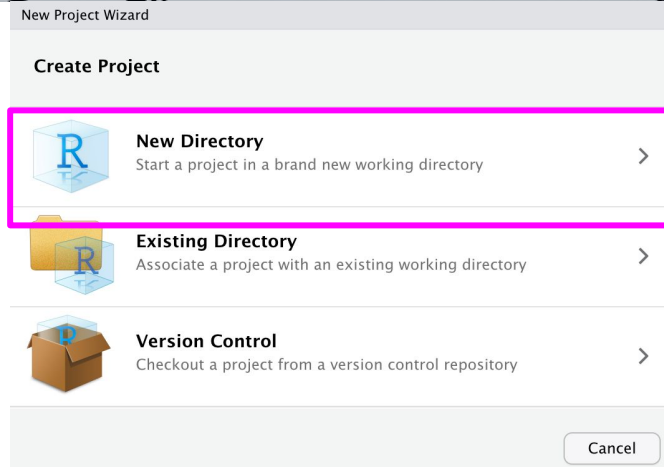 New Project Wizard
Create Project
New Directory
Start a project in a brand new working directory
Existing Directory
Associate a project with an existing working directory
Version Control
Checkout a project from a version control repository
Cancel